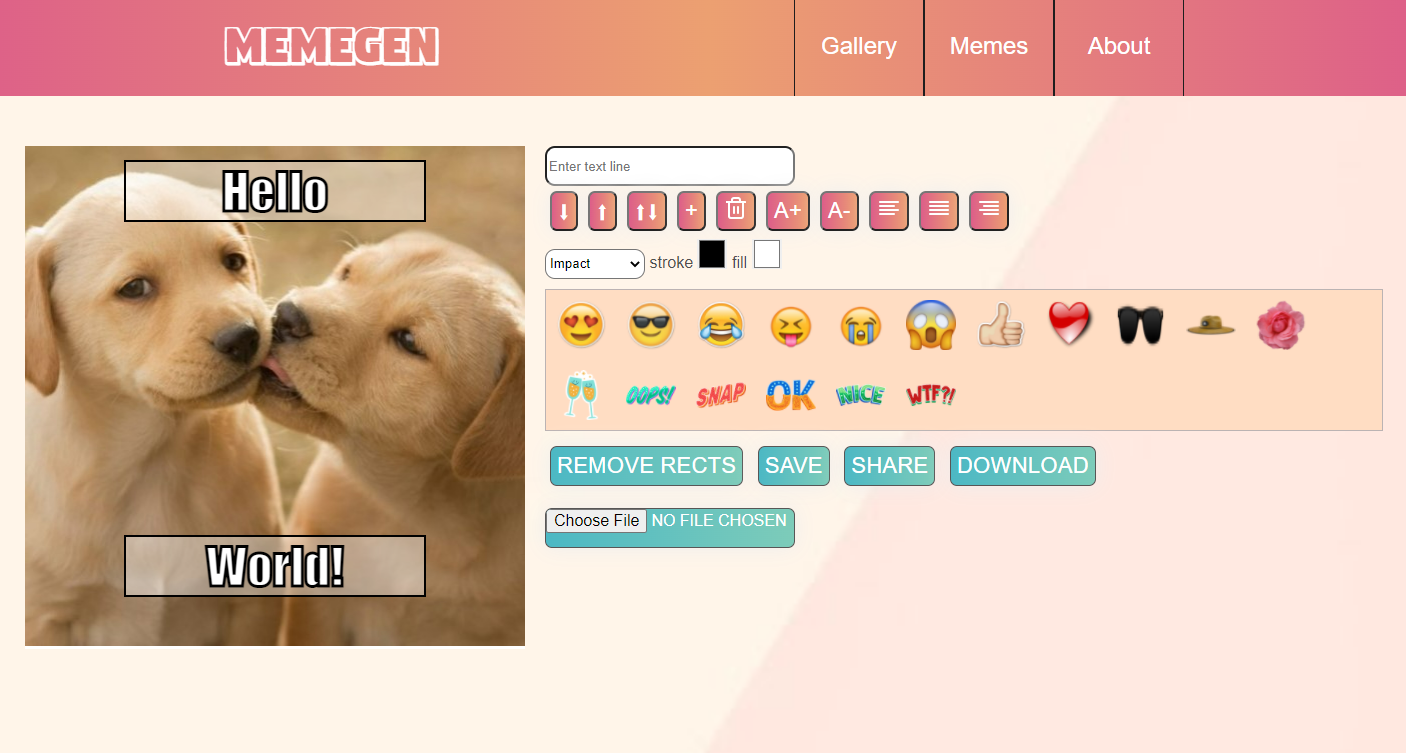 MEMEGEN
Gallery Memes About
Hello
World!
Enter text line
+ A+ A-
Impact stroke fill
OOPS! SNAP OK NICE WTF?!
REMOVE RECTS SAVE SHARE DOWNLOAD
Choose File NO FILE CHOSEN